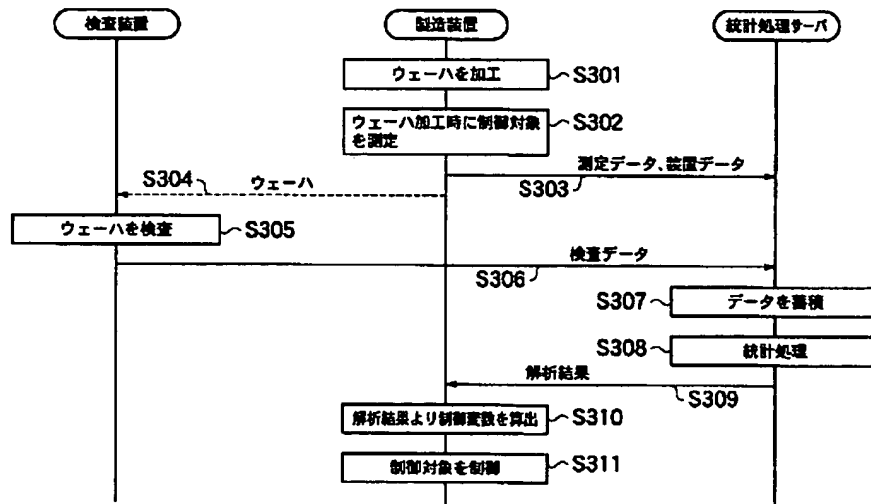 検査装置
製造装置
統計処理サーバ
ウェーハを加工
S301
ウェーハ加工時に制御対象
を測定
S302
測定データ、装置データ
S303
S304
ウェーハ
ウェーハを検査
S305
検査データ
S306
S307
データを蓄積
S308
統計処理
解析結果
S309
解析結果より制御変数を算出
S310
制御対象を制御
S311